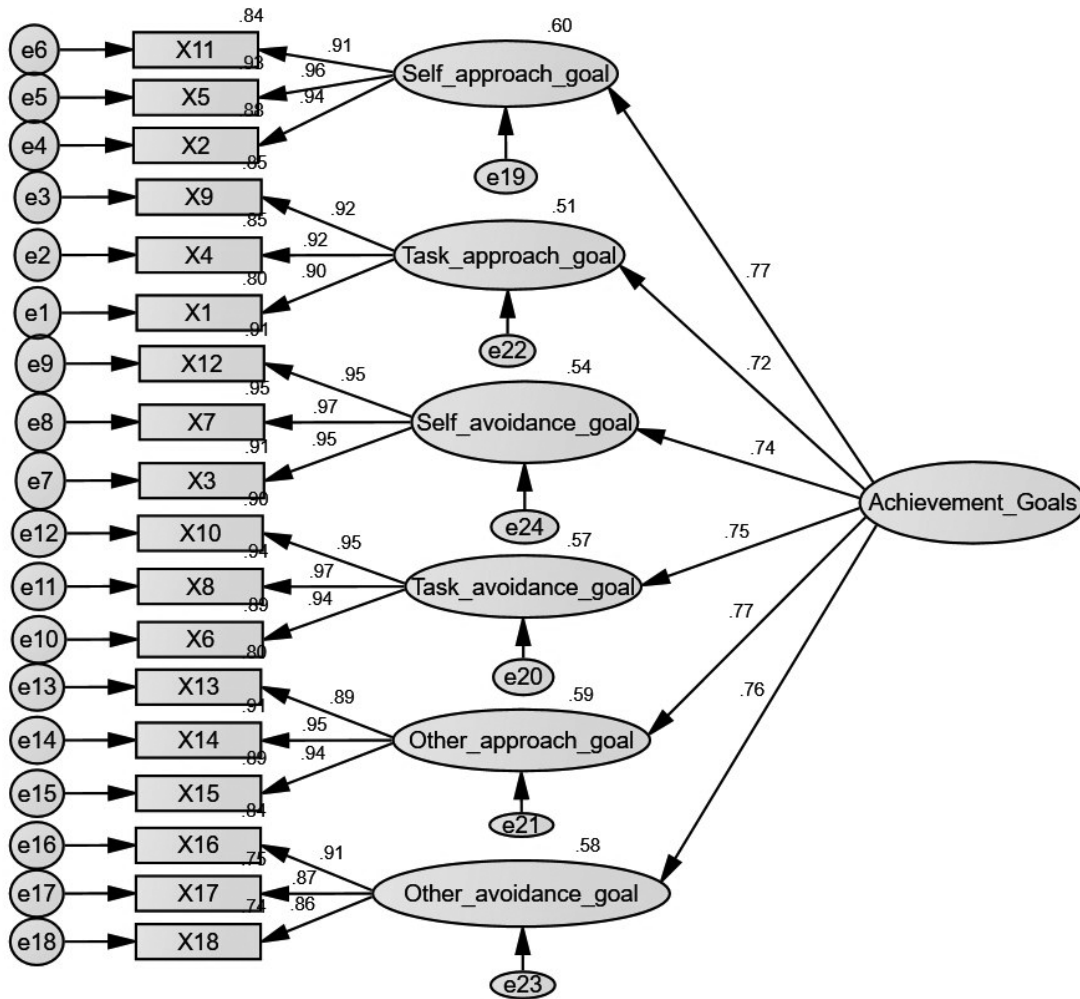 .84
.60
e6
X11
.91
Self_approach_goal
.93
.96
e5
X5
.94
.88
e4
X2
.85
e19
e3
X9
.92
.51
.85
.92
e2
X4
Task_approach_goal
.77
.80
.90
e1
X1
.91
e22
.72
e9
X12
.95
.54
.95
.97
e8
X7
Self_avoidance_goal
.91
.95
.74
e7
X3
.90
e24
Achievement_Goals
e12
X10
.95
.57
.75
.94
.97
e11
X8
Task_avoidance_goal
.89
.94
e10
X6
.80
e20
.77
e13
X13
.89
.59
.91
.95
e14
X14
Other_approach_goal
.76
.89
.94
e15
X15
.84
e21
e16
X16
.91
.58
.75
.87
e17
X17
Other_avoidance_goal
.74
.86
e18
X18
e23